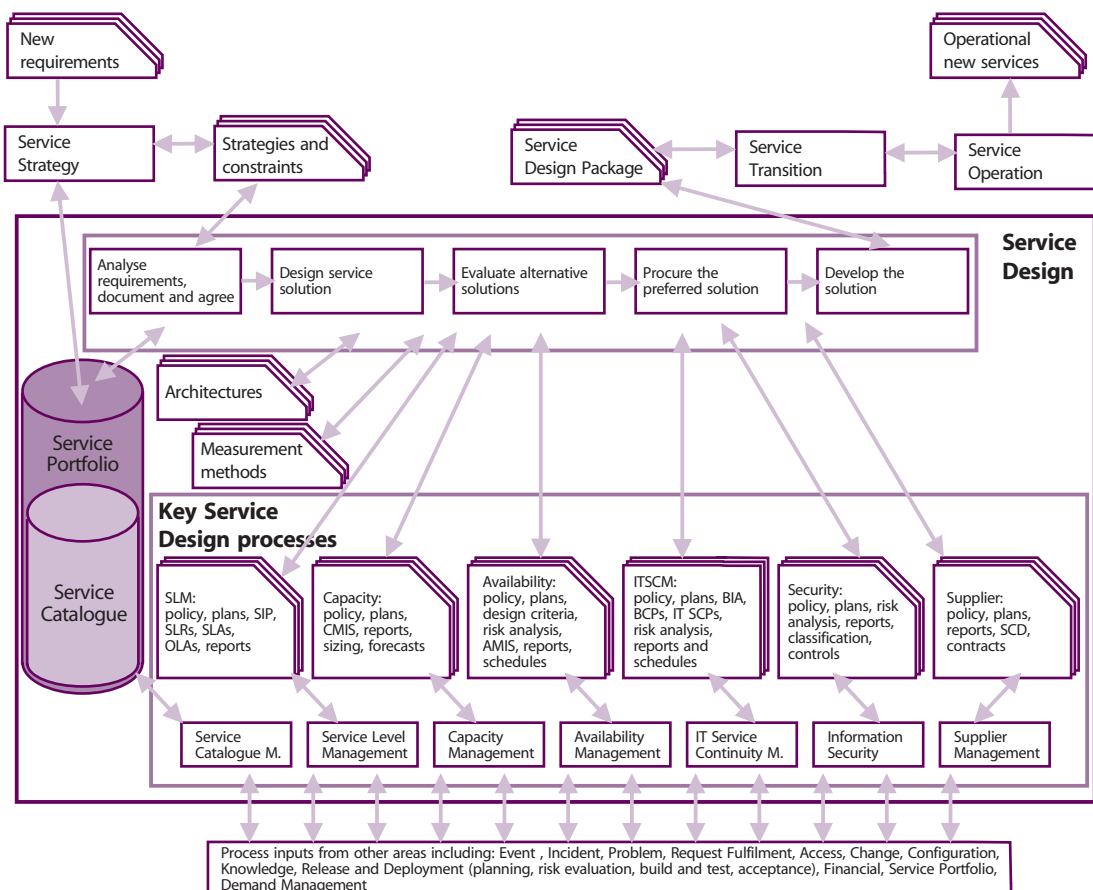 New
requirements
Operational
new services
Service
Strategy
Strategies and
constraints
Service
Design Package
Service
Transition
Service
Operation
Service
Design
Analyse
requirements,
document and agree
Design service
solution
Evaluate alternative
solutions
Procure the
preferred solution
Develop the
solution
Architectures
Measurement
methods
Service
Portfolio
Service
Catalogue
Key Service
Design processes
SLM:
policy, plans, SIP,
SLRs, SLAs,
OLAs, reports
Capacity:
policy, plans,
CMIS, reports,
sizing, forecasts
Availability:
policy, plans,
design criteria,
risk analysis,
AMIS, reports,
schedules
ITSCM:
policy, plans, BIA,
BCPs, IT SCPs,
risk analysis,
reports and
schedules
Security:
policy, plans, risk
analysis, reports,
classification,
controls
Supplier:
policy, plans,
reports, SCD,
contracts
Service
Catalogue M.
Service Level
Management
Capacity
Management
Availability
Management
IT Service
Continuity M.
Information
Security
Supplier
Management
Process inputs from other areas including: Event , Incident, Problem, Request Fulfilment, Access, Change, Configuration,
Knowledge, Release and Deployment (planning, risk evaluation, build and test, acceptance), Financial, Service Portfolio,
Demand Management